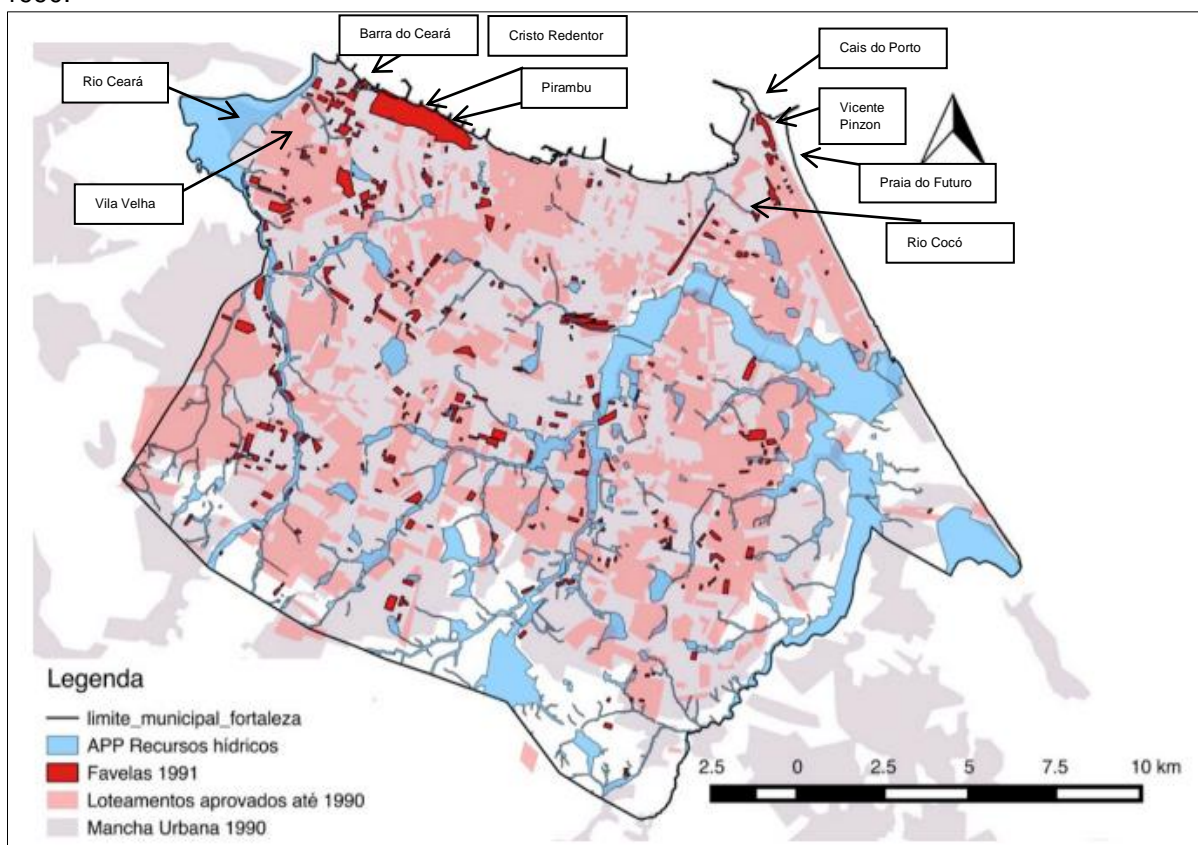 1990.
Barra do Ceará
Cristo Redentor
Cais do Porto
Rio Ceará
Pirambu
Vicente
Pinzon
Praia do Futuro
Vila Velha
Rio Cocó
Legenda
limite_municipal_fortaleza
APP Recursos hídricos
Favelas 1991
Loteamentos aprovados até 1990
Mancha Urbana 1990
2.5 0 2.5 5 7.5 10 km